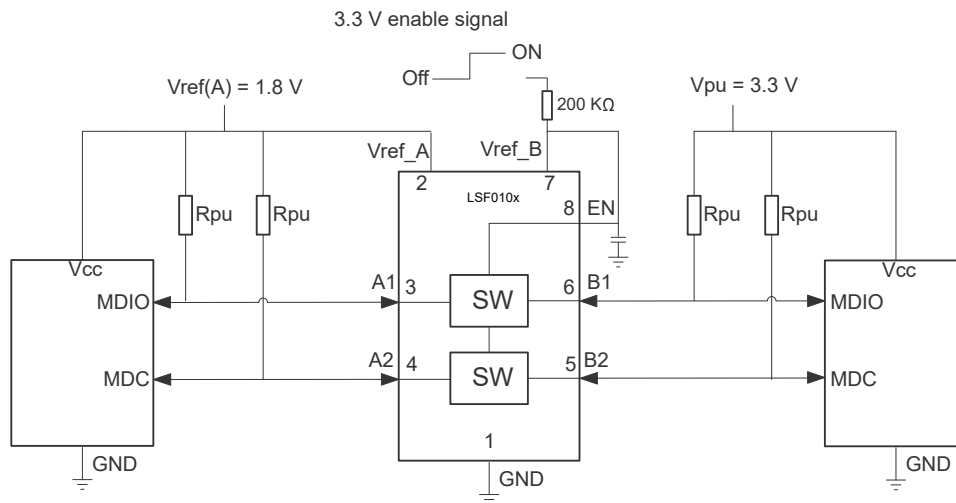 3.3 V enable signal
ON
Off
Vref(A) = 1.8 V
Vpu = 3.3 V
200 KΩ
Vref_A
Vref_B
2
7
LSF010x
8
EN
Rpu
Rpu
Rpu
Rpu
Vcc
Vcc
MDIO
A1
3
SW
6
B1
MDIO
MDC
A2
4
SW
5
B2
MDC
1
GND
GND
GND